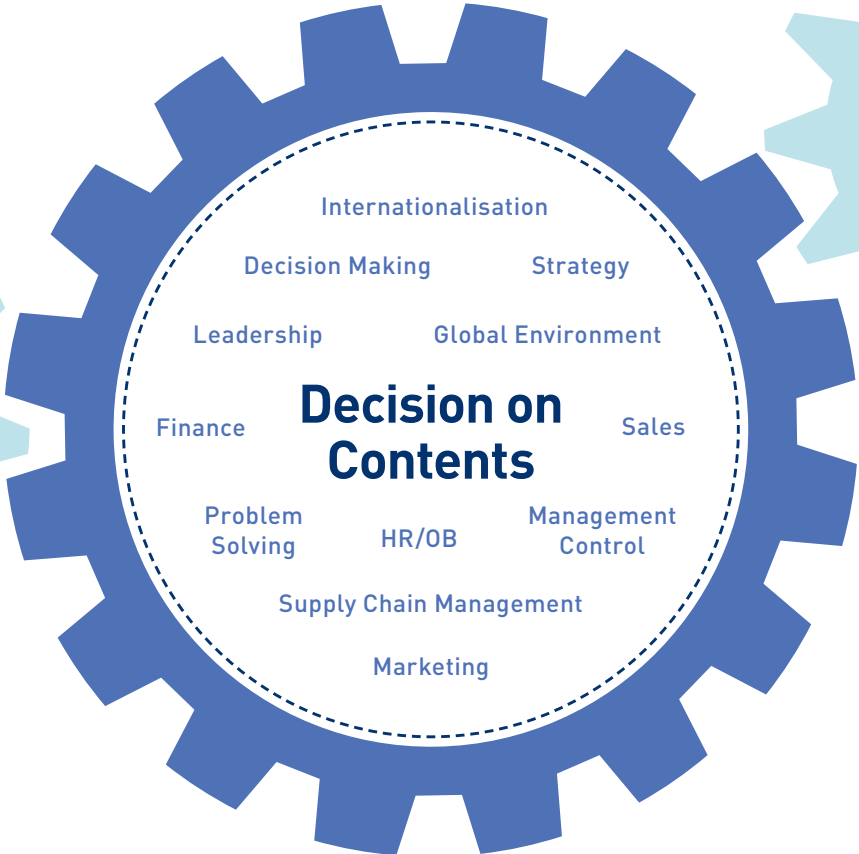 Internationalisation
Decision Making
Strategy
Leadership
Global Environment
Decision on
Contents
Finance
Sales
Problem
Solving
HR/OB
Management
Control
Supply Chain Management
Marketing